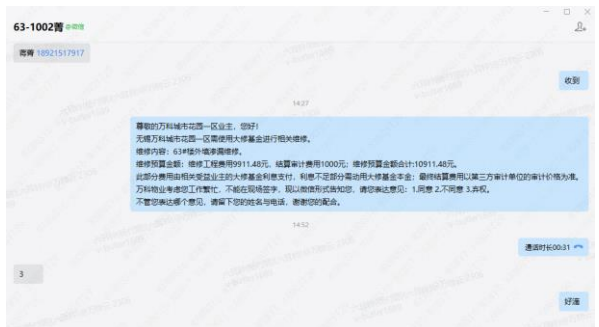 63-1002菁 @微信
蒋菁 18921517917
收到
14:27
尊敬的万科城市花园一区业主，您好！
无锡万科城市花园一区需使用大修基金进行相关维修。
维修内容：63#楼外墙渗漏维修。
维修预算金额：维修工程费用9911.48元，结算审计费用1000元；维修预算金额合计:10911.48元。
此部分费用由相关受益业主的大修基金利息支付，利息不足部分需动用大修基金本金；最终结算费用以第三方审计单位的审计价格为准。
万科物业考虑您工作繁忙，不能在现场签字，现以微信形式告知您，请您表达意见：1.同意 2.不同意 3.弃权。
不管您表达哪个意见，请留下您的姓名与电话，谢谢您的配合。
14:52
通话时长00:31
3
好滴